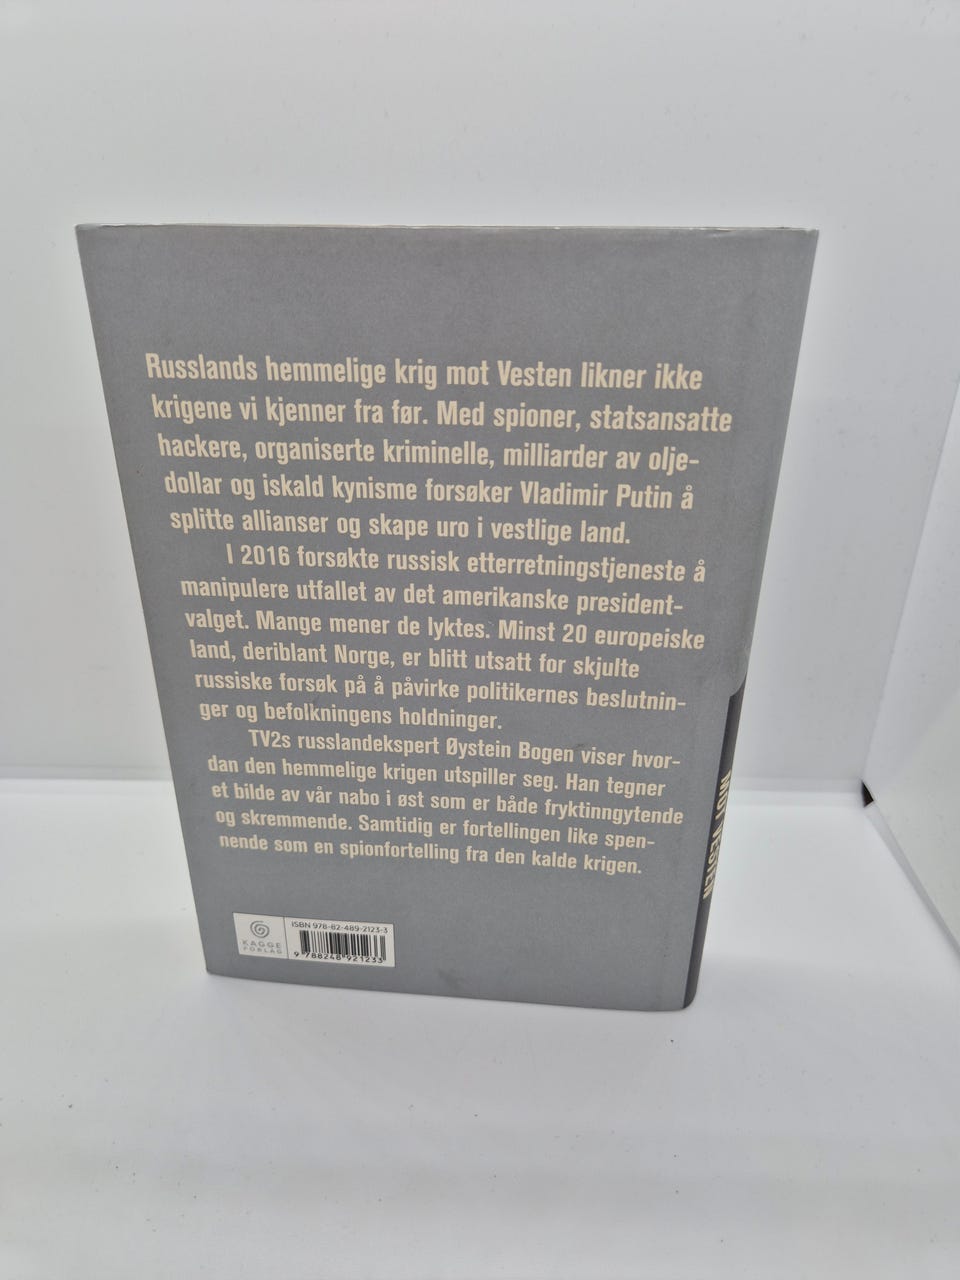 Russlands hemmelige krig mot Vesten likner ikke
krigene vi kjenner fra før. Med spioner, statsansatte
hackere, organiserte kriminelle, milliarder av olje-
dollar og iskald kynisme forsøker Vladimir Putin å
splitte allianser og skape uro i vestlige land.
I 2016 forsøkte russisk etterretningstjeneste å
manipulere utfallet av det amerikanske president-
valget. Mange mener de lyktes. Minst 20 europeiske
land, deriblant Norge, er blitt utsatt for skjulte
russiske forsøk på å påvirke politikernes beslutnin-
ger og befolkningens holdninger.
TV2s russlandekspert Øystein Bogen viser hvor-
dan den hemmelige krigen utspiller seg. Han tegner
et bilde av vår nabo i øst som er både fryktinngytende
og skremmende. Samtidig er fortellingen like spen-
nende som en spionfortelling fra den kalde krigen.
KAGGE
FORLAG
ISBN 978-82-489-2123-3
9 788248 921233
MOT VESTEN